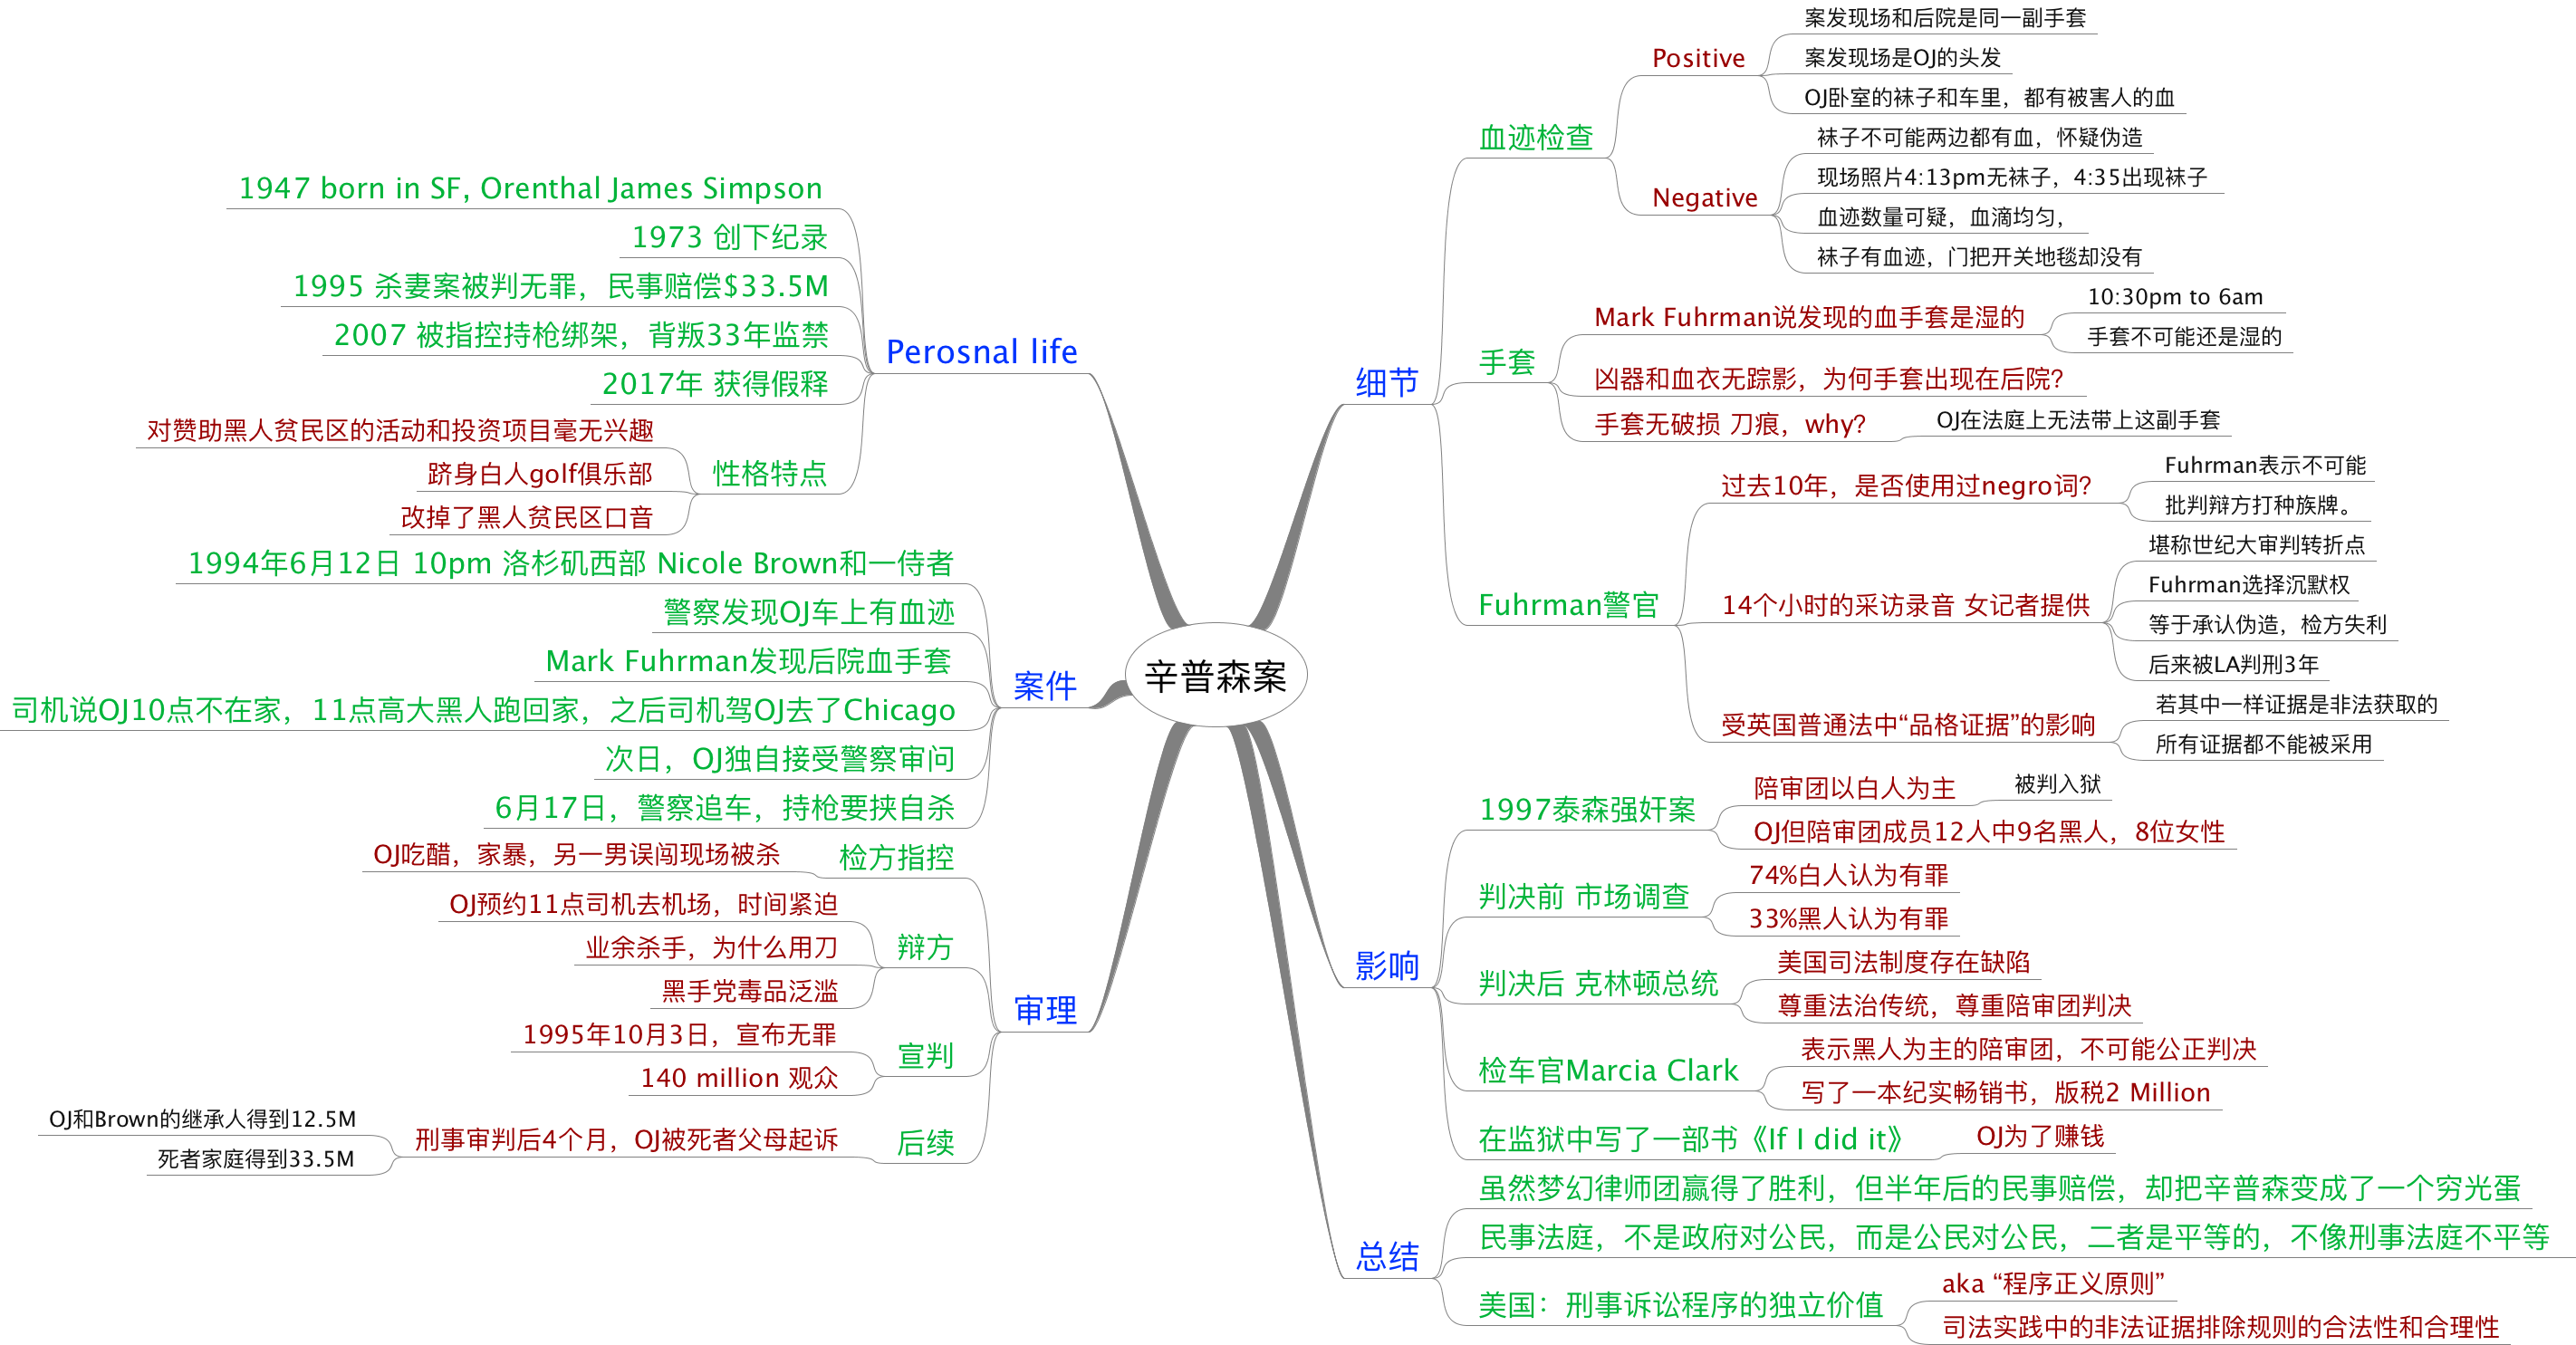 辛普森案
Perosnal life
1947 born in SF, Orenthal James Simpson
1973 创下纪录
1995 杀妻案被判无罪，民事赔偿$33.5M
2007 被指控持枪绑架，背叛33年监禁
2017年 获得假释
性格特点
对赞助黑人贫民区的活动和投资项目毫无兴趣
跻身白人golf俱乐部
改掉了黑人贫民区口音
案件
1994年6月12日 10pm 洛杉矶西部 Nicole Brown和一侍者
警察发现OJ车上有血迹
Mark Fuhrman发现后院血手套
司机说OJ10点不在家，11点高大黑人跑回家，之后司机驾OJ去了Chicago
次日，OJ独自接受警察审问
6月17日，警察追车，持枪要挟自杀
审理
检方指控
OJ吃醋，家暴，另一男误闯现场被杀
辩方
OJ预约11点司机去机场，时间紧迫
业余杀手，为什么用刀
黑手党毒品泛滥
宣判
1995年10月3日，宣布无罪
140 million 观众
后续
刑事审判后4个月，OJ被死者父母起诉
OJ和Brown的继承人得到12.5M
死者家庭得到33.5M
细节
血迹检查
Positive
案发现场和后院是同一副手套
案发现场是OJ的头发
OJ卧室的袜子和车里，都有被害人的血
Negative
袜子不可能两边都有血，怀疑伪造
现场照片4:13pm无袜子，4:35出现袜子
血迹数量可疑，血滴均匀，
袜子有血迹，门把开关地毯却没有
手套
Mark Fuhrman说发现的血手套是湿的
10:30pm to 6am
手套不可能还是湿的
凶器和血衣无踪影，为何手套出现在后院？
手套无破损 刀痕，why？
OJ在法庭上无法带上这副手套
Fuhrman警官
过去10年，是否使用过negro词？
Fuhrman表示不可能
批判辩方打种族牌。
14个小时的采访录音 女记者提供
堪称世纪大审判转折点
Fuhrman选择沉默权
等于承认伪造，检方失利
后来被LA判刑3年
受英国普通法中“品格证据”的影响
若其中一样证据是非法获取的
所有证据都不能被采用
影响
1997泰森强奸案
陪审团以白人为主
被判入狱
OJ但陪审团成员12人中9名黑人，8位女性
判决前 市场调查
74%白人认为有罪
33%黑人认为有罪
判决后 克林顿总统
美国司法制度存在缺陷
尊重法治传统，尊重陪审团判决
检车官Marcia Clark
表示黑人为主的陪审团，不可能公正判决
写了一本纪实畅销书，版税2 Million
在监狱中写了一部书《If I did it》
OJ为了赚钱
总结
虽然梦幻律师团赢得了胜利，但半年后的民事赔偿，却把辛普森变成了一个穷光蛋
民事法庭，不是政府对公民，而是公民对公民，二者是平等的，不像刑事法庭不平等
美国：刑事诉讼程序的独立价值
aka “程序正义原则”
司法实践中的非法证据排除规则的合法性和合理性